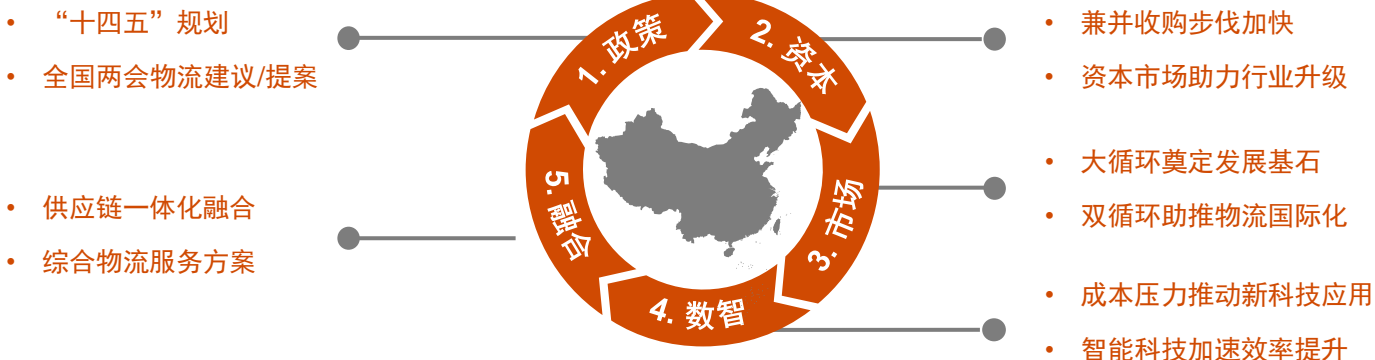 • “十四五”规划
• 全国两会物流建议/提案
1. 政策
2. 资本
• 兼并收购步伐加快
• 资本市场助力行业升级
3. 市场
• 大循环奠定发展基石
• 双循环助推物流国际化
4. 数智
• 成本压力推动新科技应用
• 智能科技加速效率提升
5. 融合
• 供应链一体化融合
• 综合物流服务方案